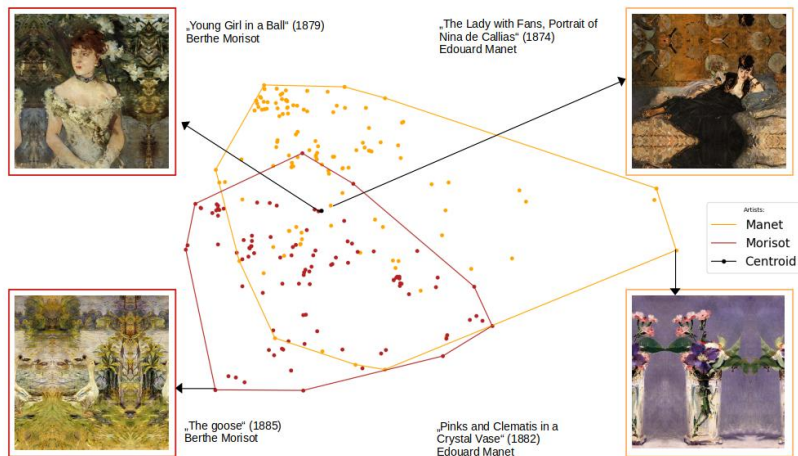 „Young Girl in a Ball“ (1879)
Berthe Morisot
„The Lady with Fans, Portrait of
Nina de Callias“ (1874)
Edouard Manet
Artists:
Manet
Morisot
Centroid
„The goose“ (1885)
Berthe Morisot
„Pinks and Clematis in a
Crystal Vase“ (1882)
Edouard Manet